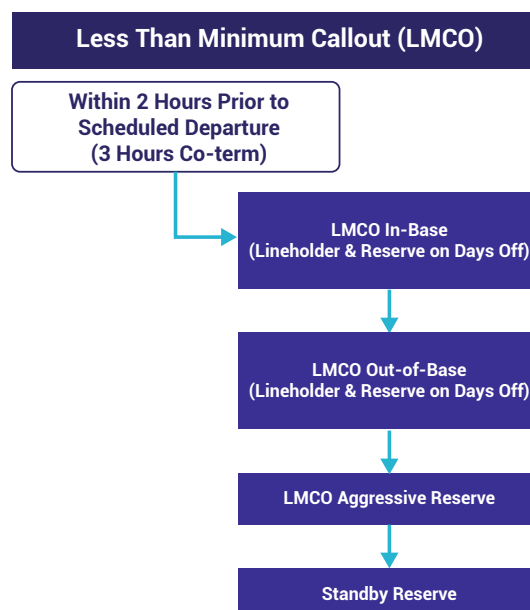 Less Than Minimum Callout (LMCO)
Within 2 Hours Prior to
Scheduled Departure
(3 Hours Co-term)
LMCO In-Base
(Lineholder & Reserve on Days Off)
LMCO Out-of-Base
(Lineholder & Reserve on Days Off)
LMCO Aggressive Reserve
Standby Reserve